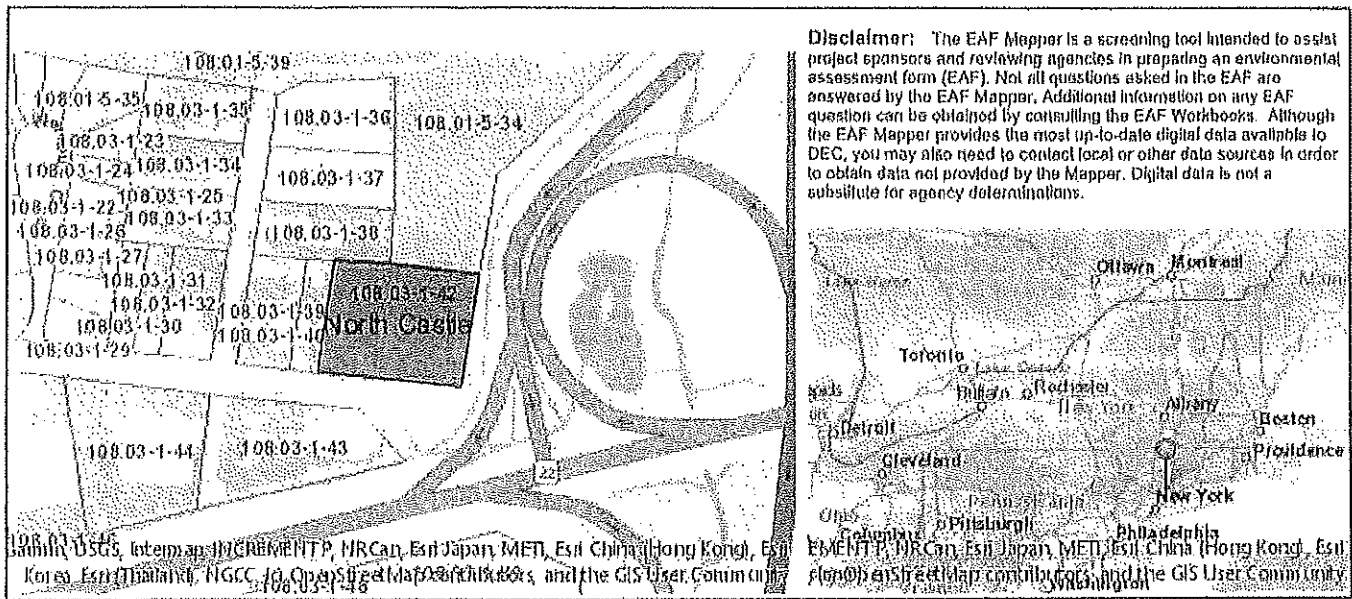 Disclaimer: The EAF Mapper is a screening tool intended to assist
project sponsors and reviewing agencies in preparing an environmental
assessment form (EAF). Not all questions asked in the EAF are
answered by the EAF Mapper. Additional information on any EAF
question can be obtained by consulting the EAF Workbooks. Although
the EAF Mapper provides the most up-to-date digital data available to
DEC, you may also need to contact local or other data sources in order
to obtain data not provided by the Mapper. Digital data is not a
substitute for agency determinations.
108.01-5-39
108.01-5-35
108.03-1-35
108.03-1-36
108.01-5-34
108.03-1-23
108.03-1-24
108.03-1-34
108.03-1-37
108.03-1-25
108.03-1-22
108.03-1-33
108.03-1-26
108.03-1-38
108.03-1-27
108.03-1-31
108.03-1-42
108.03-1-32
108.03-1-39
North Castle
108.03-1-30
108.03-1-40
108.03-1-29
108.03-1-44
108.03-1-43
22
USGS, Intermap, INCREMENT P, NRCan, Esri Japan, METI, Esri China (Hong Kong), Esri
Korea, Esri (Thailand), NGCC, (c) OpenStreetMap contributors, and the GIS User Community
108.03-1-46
Ottawa
Montreal
Toronto
Buffalo
Rochester
Albany
Boston
Detroit
Providence
Cleveland
New York
Pittsburgh
Philadelphia
Columbus
EMENT P, NRCan, Esri Japan, METI, Esri China (Hong Kong), Esri
OpenStreetMap contributors, and the GIS User Community
Washington